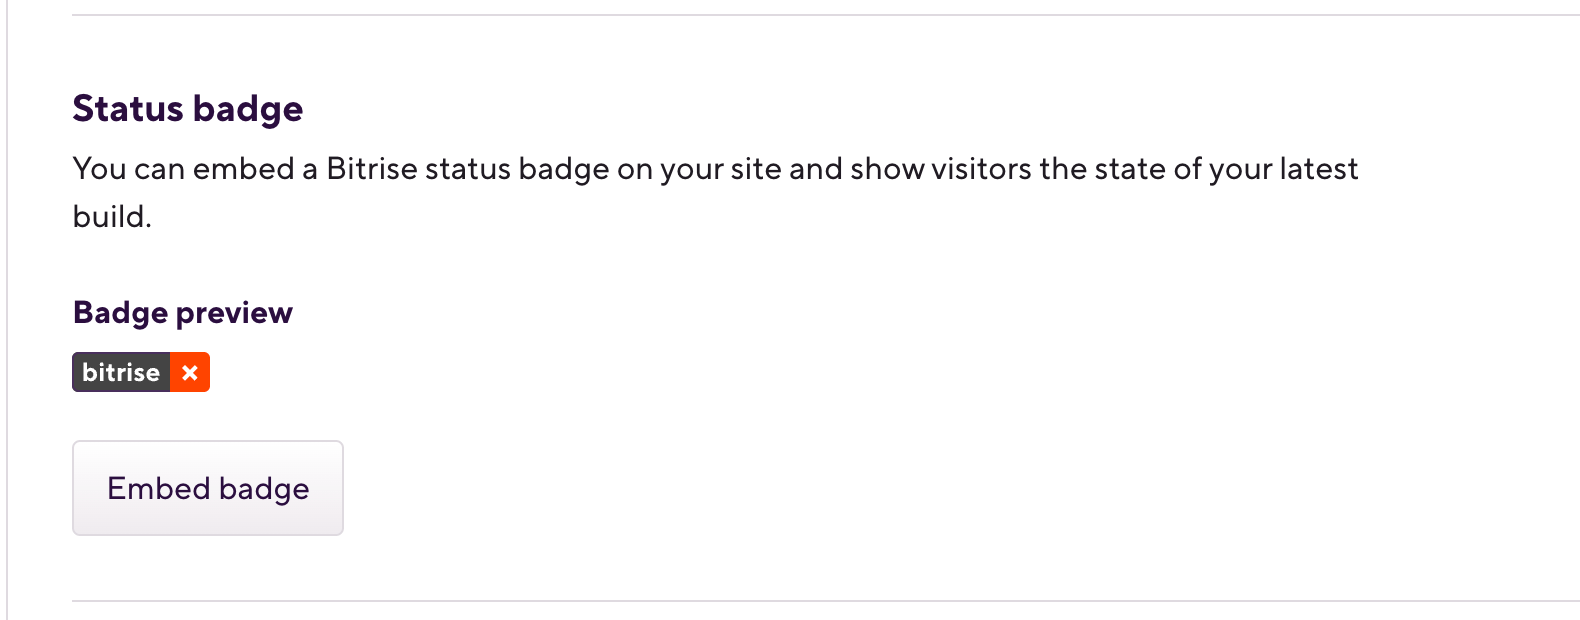 Status badge
You can embed a Bitrise status badge on your site and show visitors the state of your latest
build.
Badge preview
bitrise ×
Embed badge